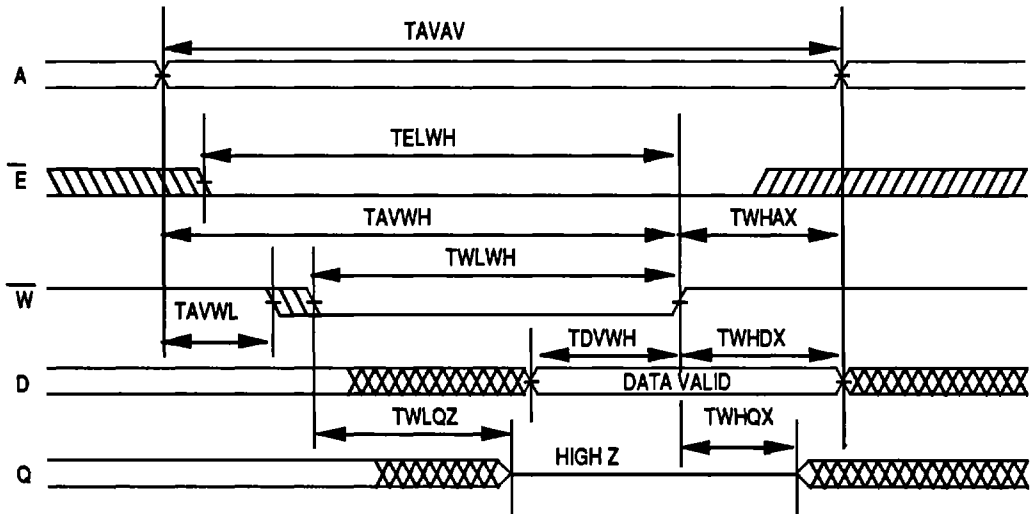 TAVAV
A
TELWH
E
TAVWH
TWHAX
TWLWH
W
TAVWL
TDVWH
TWHDX
D
DATA VALID
TWLQZ
TWHQX
Q
HIGH Z